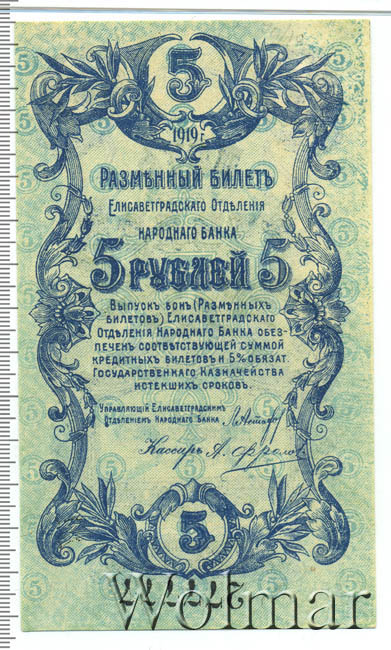 5
1919 г.
Размѣнный Билетъ
Елисаветградскаго Отдѣленія
Народнаго Банка
5 рублей 5
Выпускъ бонъ (Размѣнныхъ
билетовъ) Елисаветградскаго
Отдѣленія Народнаго Банка обез-
печенъ соотвѣтствующей суммой
кредитныхъ билетовъ и 5% обязат.
Государственнаго Казначейства
истекшихъ сроковъ.
Управляющій Елисаветградскимъ
Отдѣленіемъ Народнаго Банка
Кассиръ А. Фролов
5
Wolmar